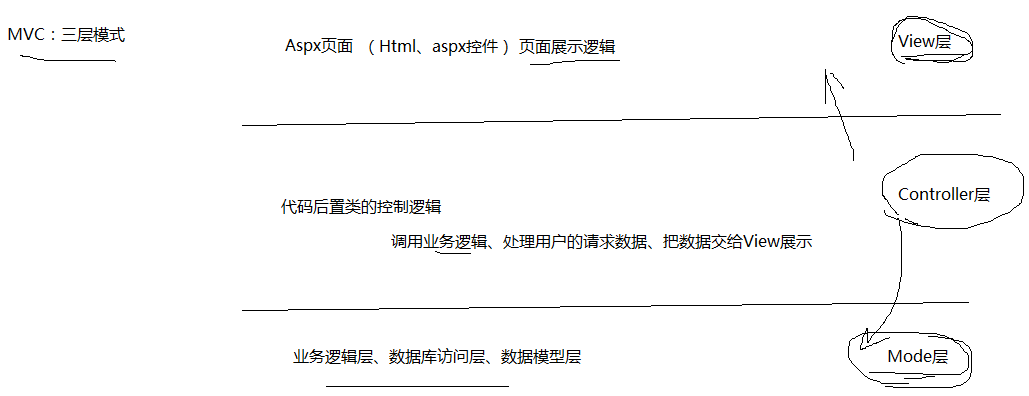 MVC：三层模式
Aspx页面 （Html、aspx控件）页面展示逻辑
View层
Controller层
代码后置类的控制逻辑
调用业务逻辑、处理用户的请求数据、把数据交给View展示
业务逻辑层、数据库访问层、数据模型层
Mode层